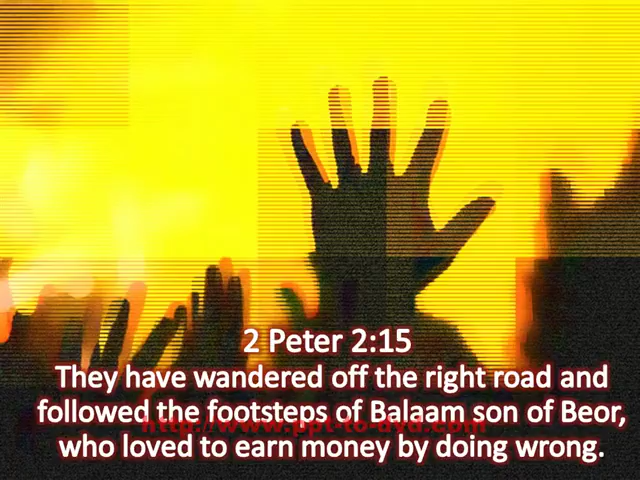 2 Peter 2:15
They have wandered off the right road and
followed the footsteps of Balaam son of Beor,
http://www.ppt-to-dvd.com
who loved to earn money by doing wrong.